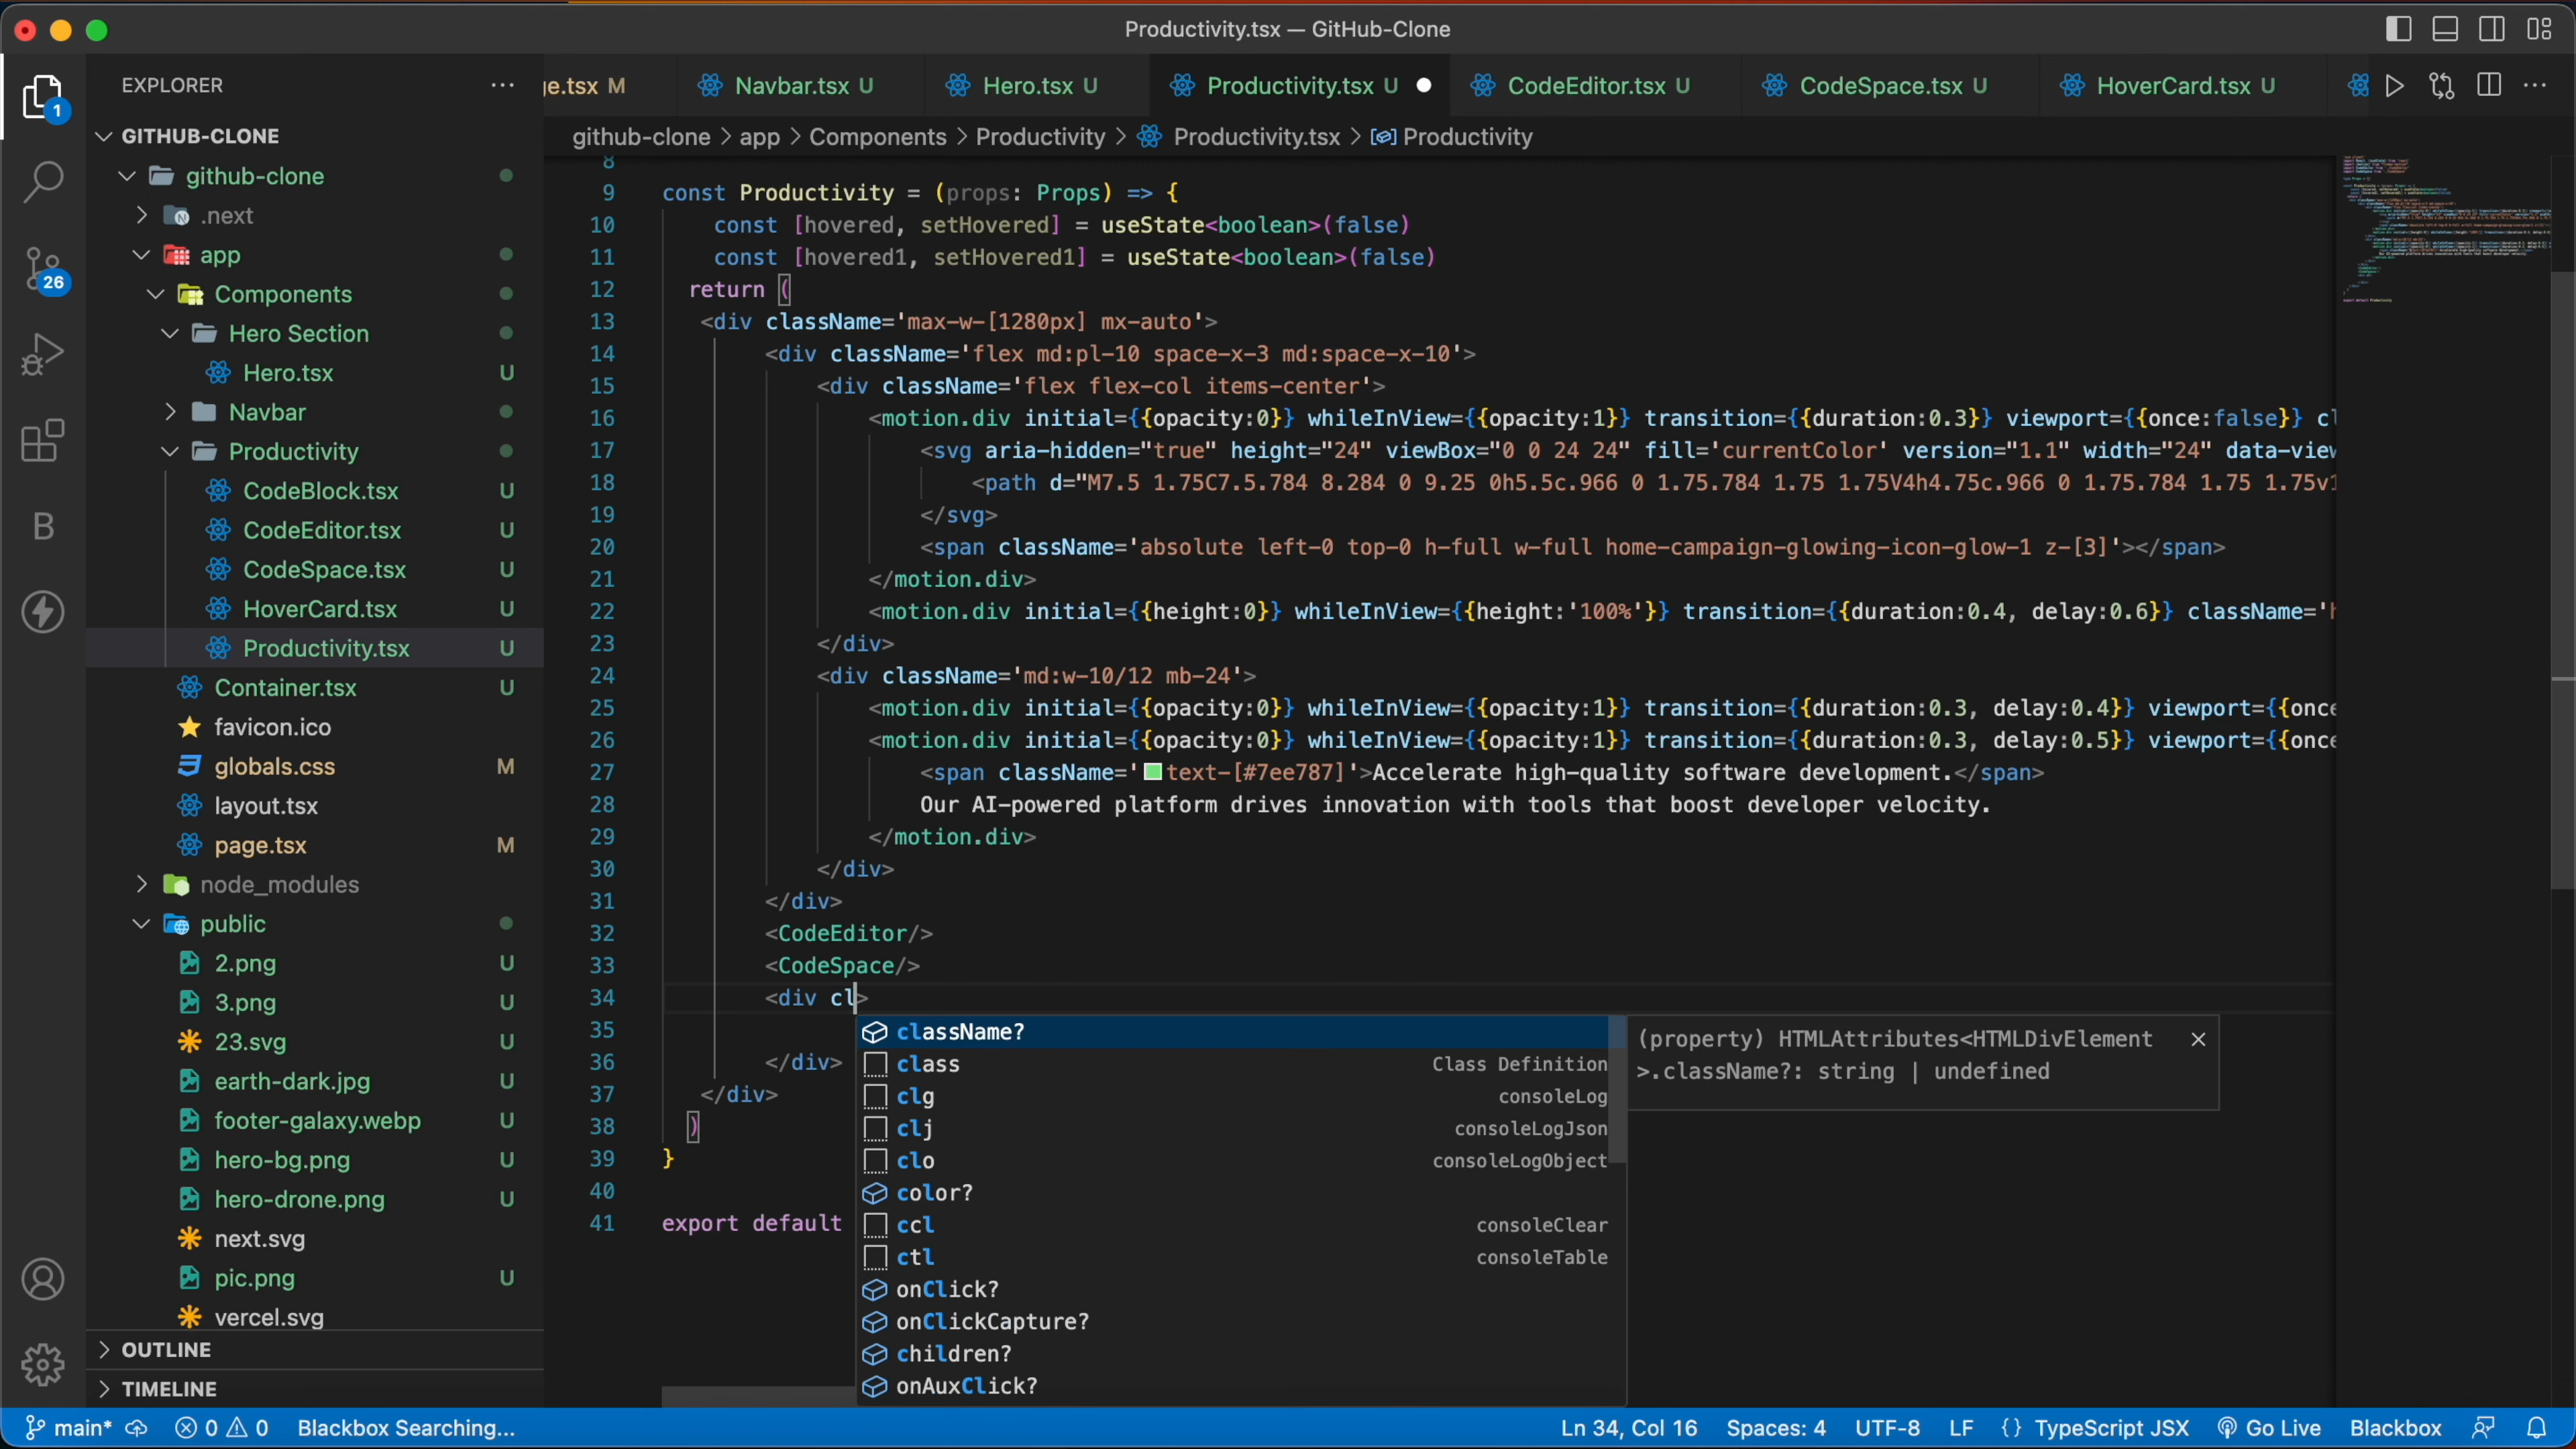 Productivity.tsx — GitHub-Clone
EXPLORER
ge.tsx M
Navbar.tsx U
Hero.tsx U
Productivity.tsx U
CodeEditor.tsx U
CodeSpace.tsx U
HoverCard.tsx U
github-clone > app > Components > Productivity > Productivity.tsx > Productivity
1
26
B
GITHUB-CLONE
github-clone
.next
app
Components
Hero Section
Hero.tsx U
Navbar
Productivity
CodeBlock.tsx U
CodeEditor.tsx U
CodeSpace.tsx U
HoverCard.tsx U
Productivity.tsx U
Container.tsx U
favicon.ico
globals.css M
layout.tsx
page.tsx M
node_modules
public
2.png U
3.png U
23.svg U
earth-dark.jpg U
footer-galaxy.webp U
hero-bg.png U
hero-drone.png U
next.svg
pic.png U
vercel.svg
OUTLINE
TIMELINE
8
9 const Productivity = (props: Props) => {
10 const [hovered, setHovered] = useState<boolean>(false)
11 const [hovered1, setHovered1] = useState<boolean>(false)
12 return (
13 <div className='max-w-[1280px] mx-auto'>
14 <div className='flex md:pl-10 space-x-3 md:space-x-10'>
15 <div className='flex flex-col items-center'>
16 <motion.div initial={{opacity:0}} whileInView={{opacity:1}} transition={{duration:0.3}} viewport={{once:false}} cl
17 <svg aria-hidden="true" height="24" viewBox="0 0 24 24" fill='currentColor' version="1.1" width="24" data-view
18 <path d="M7.5 1.75C7.5.784 8.284 0 9.25 0h5.5c.966 0 1.75.784 1.75 1.75V4h4.75c.966 0 1.75.784 1.75 1.75v1
19 </svg>
20 <span className='absolute left-0 top-0 h-full w-full home-campaign-glowing-icon-glow-1 z-[3]'></span>
21 </motion.div>
22 <motion.div initial={{height:0}} whileInView={{height:'100%'}} transition={{duration:0.4, delay:0.6}} className='h
23 </div>
24 <div className='md:w-10/12 mb-24'>
25 <motion.div initial={{opacity:0}} whileInView={{opacity:1}} transition={{duration:0.3, delay:0.4}} viewport={{once
26 <motion.div initial={{opacity:0}} whileInView={{opacity:1}} transition={{duration:0.3, delay:0.5}} viewport={{once
27 <span className='text-[#7ee787]'>Accelerate high-quality software development.</span>
28 Our AI-powered platform drives innovation with tools that boost developer velocity.
29 </motion.div>
30 </div>
31 </div>
32 <CodeEditor/>
33 <CodeSpace/>
34 <div cl>
35
36 </div>
37 </div>
38 )
39 }
40
41 export default
className?
class Class Definition
clg consoleLog
clj consoleLogJson
clo consoleLogObject
color?
ccl consoleClear
ctl consoleTable
onClick?
onClickCapture?
children?
onAuxClick?
(property) HTMLAttributes<HTMLDivElement
>.className?: string | undefined
main* 0 0 Blackbox Searching... Ln 34, Col 16 Spaces: 4 UTF-8 LF {} TypeScript JSX Go Live Blackbox